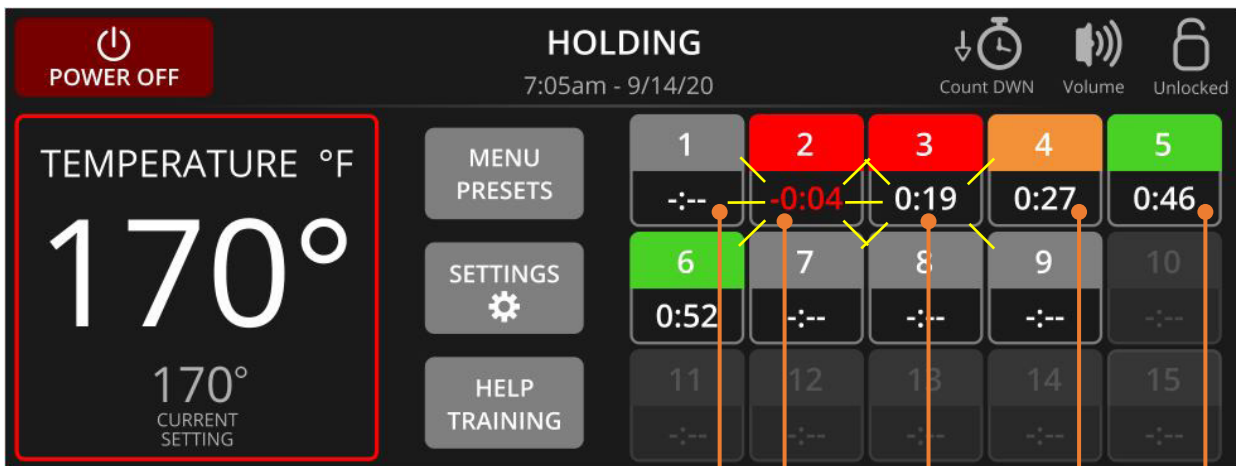 POWER OFF
HOLDING
7:05am - 9/14/20
Count DWN
Volume
Unlocked
TEMPERATURE °F
170°
170°
CURRENT
SETTING
MENU
PRESETS
SETTINGS
HELP
TRAINING
1 2 3 4 5
-:-- -0:04 0:19 0:27 0:46
6 7 8 9 10
0:52 -:-- -:-- -:-- -:--
11 12 13 14 15
-:-- -:-- -:-- -:-- -:--